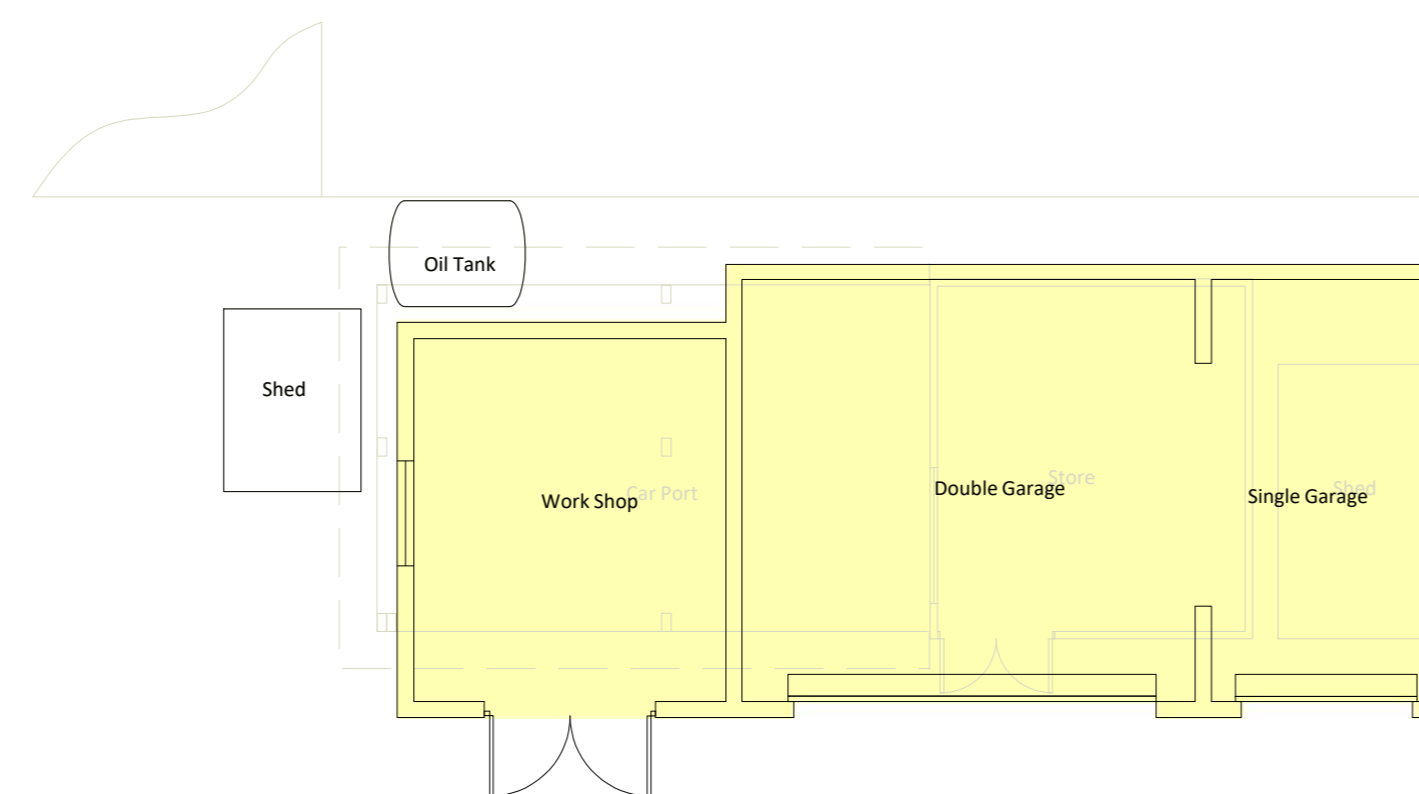 Oil Tank
Shed
Work Shop
Car Port
Double Garage
Store
Single Garage
Shed